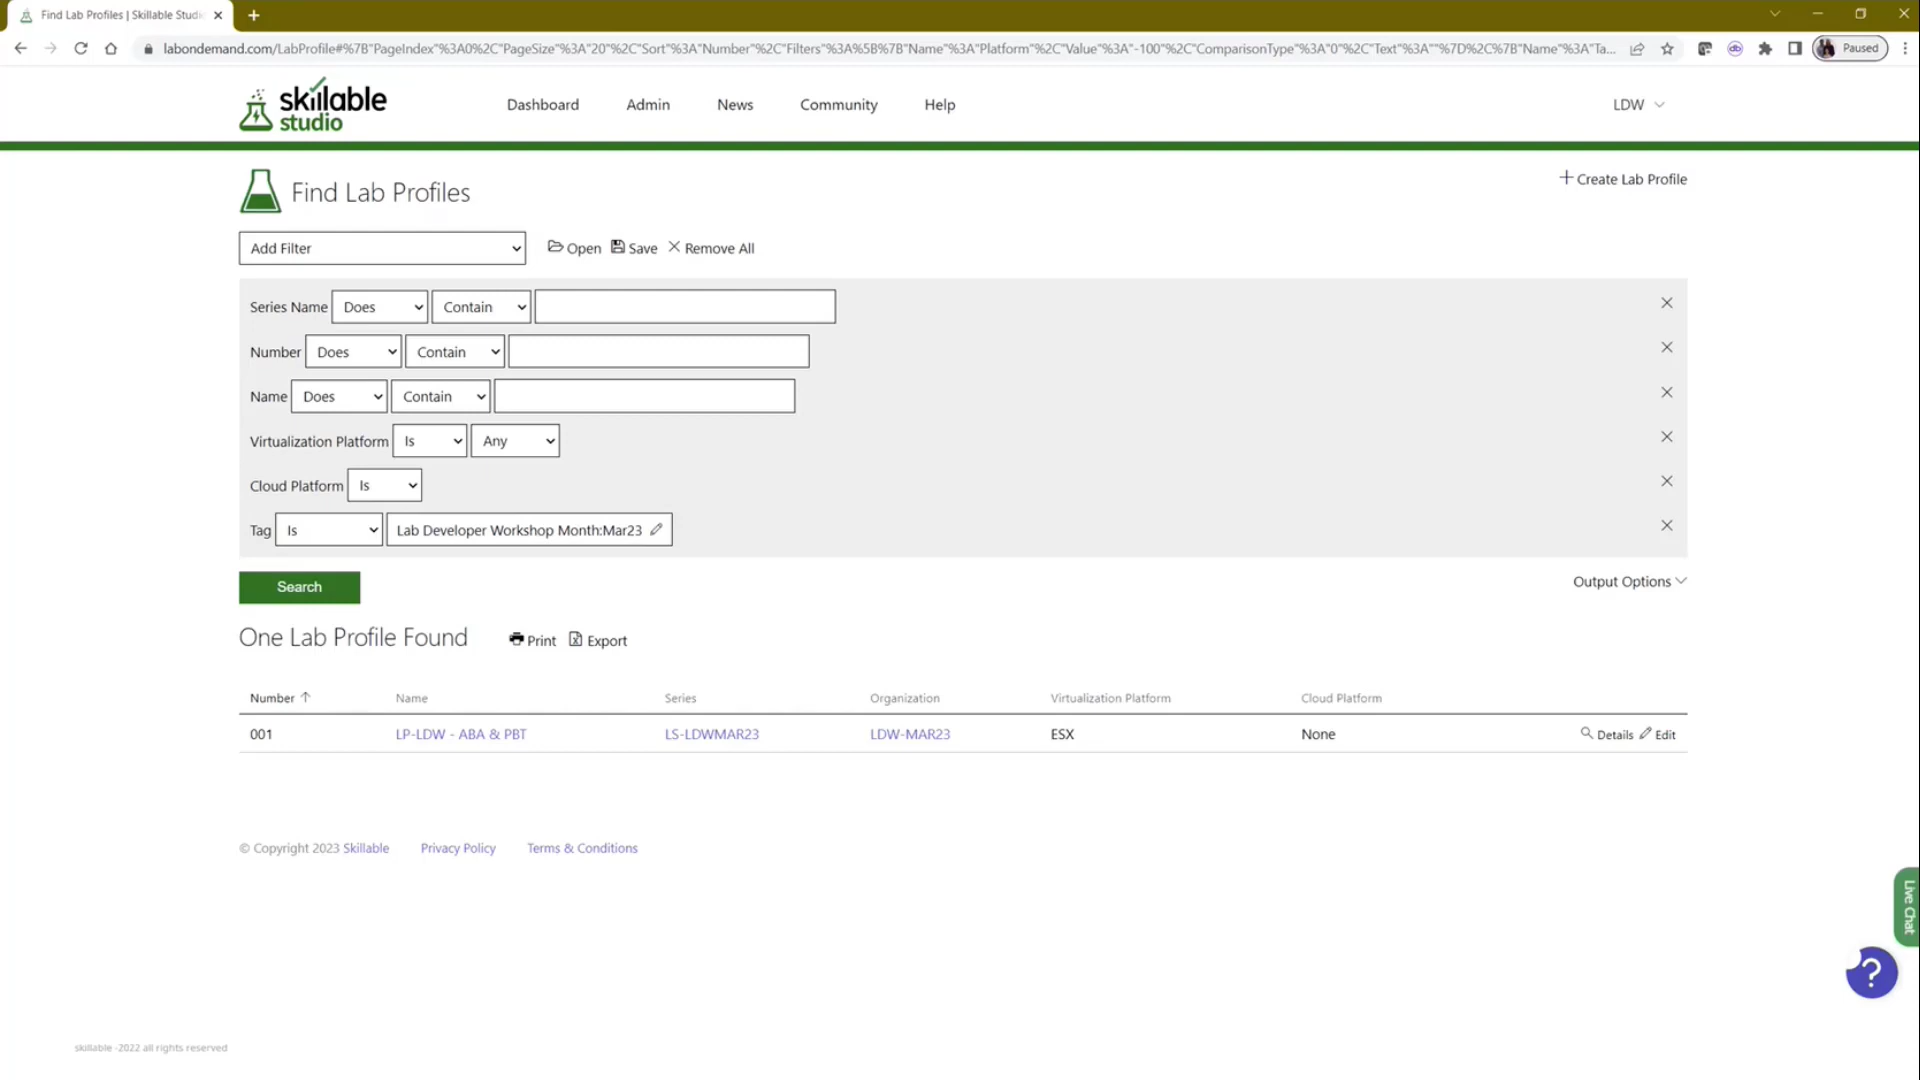 Find Lab Profiles | Skillable Studi
labondemand.com/LabProfile#%7B"PageIndex"%3A0%2C"PageSize"%3A"20"%2C"Sort"%3A"Number"%2C"Filters"%3A%5B%7B"Name"%3A"Platform"%2C"Value"%3A"-100"%2C"ComparisonType"%3A"0"%2C"Text"%3A""%7D%2C%7B"Name"%3A"Ta...
Paused
skillable
studio
Dashboard Admin News Community Help LDW
Find Lab Profiles
+ Create Lab Profile
Add Filter Open Save Remove All
Series Name Does Contain
Number Does Contain
Name Does Contain
Virtualization Platform Is Any
Cloud Platform Is
Tag Is Lab Developer Workshop Month:Mar23
Search
Output Options
One Lab Profile Found Print Export
Number ↑ Name Series Organization Virtualization Platform Cloud Platform
001 LP-LDW - ABA & PBT LS-LDWMAR23 LDW-MAR23 ESX None Details Edit
© Copyright 2023 Skillable Privacy Policy Terms & Conditions
Live Chat
?
skillable -2022 all rights reserved